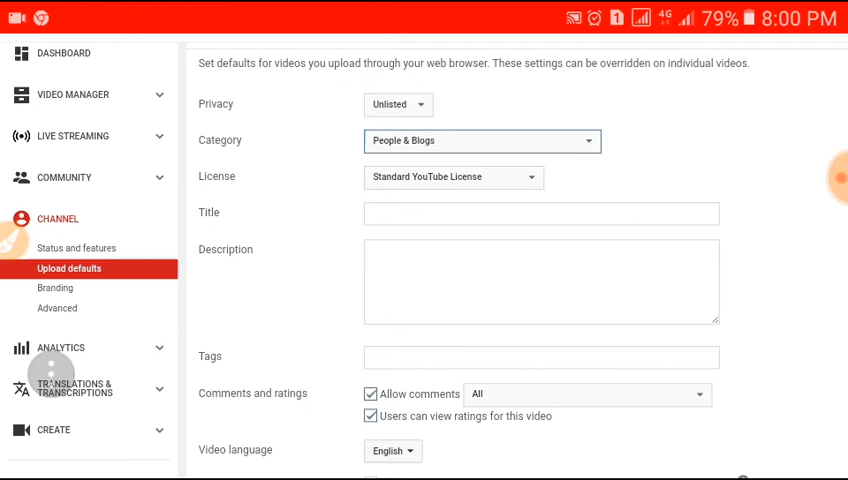 1 4G 79% 8:00 PM
DASHBOARD
VIDEO MANAGER
LIVE STREAMING
COMMUNITY
CHANNEL
Status and features
Upload defaults
Branding
Advanced
ANALYTICS
TRANSLATIONS &
TRANSCRIPTIONS
CREATE
Set defaults for videos you upload through your web browser. These settings can be overridden on individual videos.
Privacy Unlisted
Category People & Blogs
License Standard YouTube License
Title
Description
Tags
Comments and ratings Allow comments All
Users can view ratings for this video
Video language English